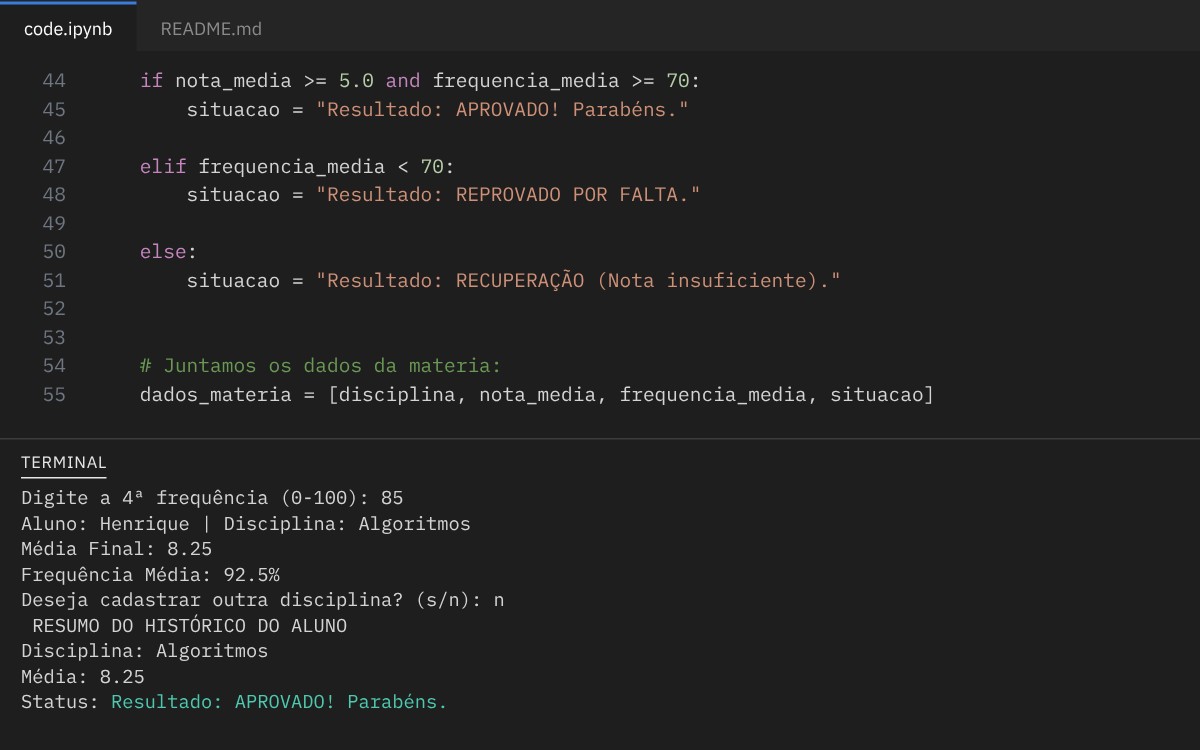 code.ipynb README.md
44 if nota_media >= 5.0 and frequencia_media >= 70:
45 situacao = "Resultado: APROVADO! Parabéns."
46
47 elif frequencia_media < 70:
48 situacao = "Resultado: REPROVADO POR FALTA."
49
50 else:
51 situacao = "Resultado: RECUPERAÇÃO (Nota insuficiente)."
52
53
54 # Juntamos os dados da materia:
55 dados_materia = [disciplina, nota_media, frequencia_media, situacao]
TERMINAL
Digite a 4ª frequência (0-100): 85
Aluno: Henrique | Disciplina: Algoritmos
Média Final: 8.25
Frequência Média: 92.5%
Deseja cadastrar outra disciplina? (s/n): n
RESUMO DO HISTÓRICO DO ALUNO
Disciplina: Algoritmos
Média: 8.25
Status: Resultado: APROVADO! Parabéns.